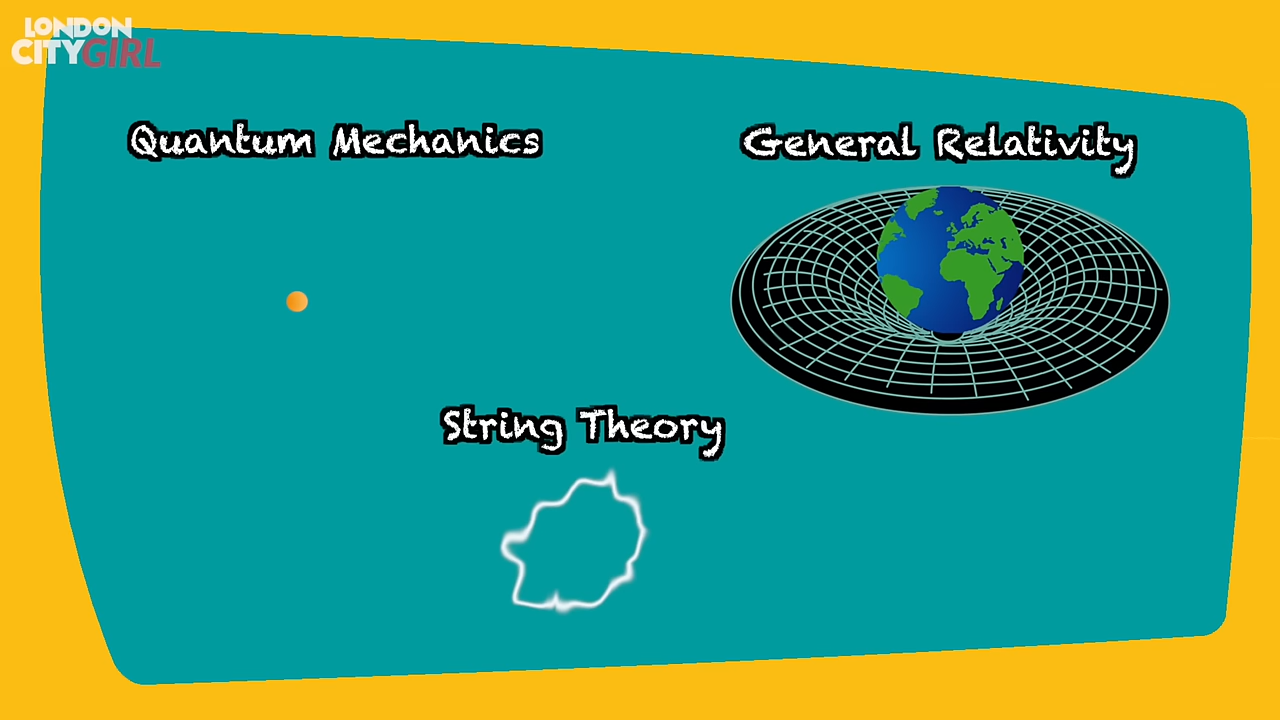 LONDON
CITYGIRL
Quantum Mechanics
General Relativity
String Theory